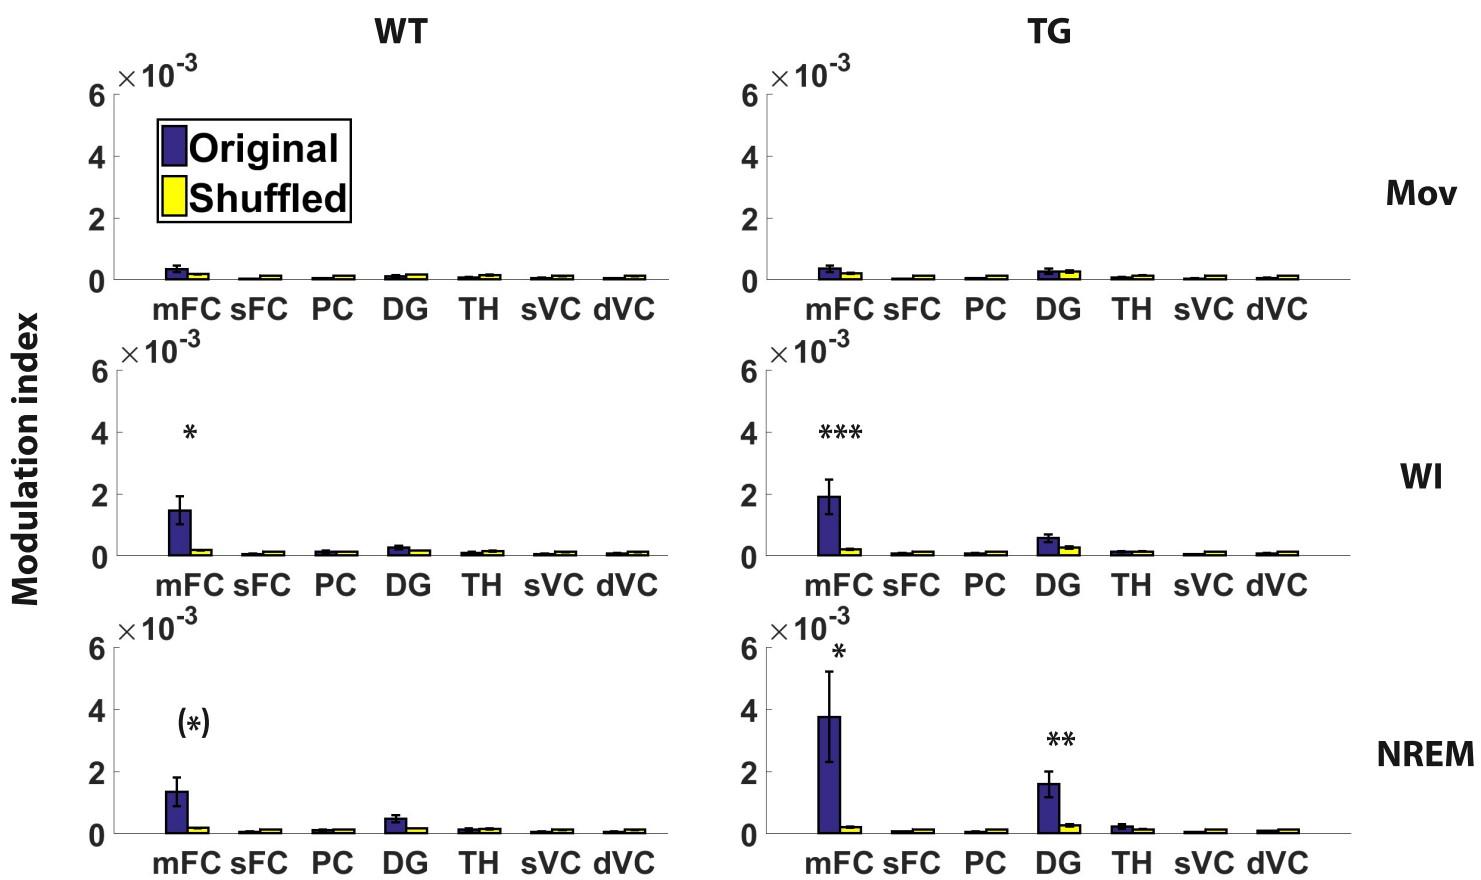 WT
TG
×10-3
6
4
2
0
Original
Shuffled
mFC sFC PC DG TH sVC dVC
×10-3
6
4
2
0
mFC sFC PC DG TH sVC dVC
Mov
Modulation index
×10-3
6
4
2
0
*
mFC sFC PC DG TH sVC dVC
×10-3
6
4
2
0
***
mFC sFC PC DG TH sVC dVC
WI
×10-3
6
4
2
0
(*)
mFC sFC PC DG TH sVC dVC
×10-3
6
4
2
0
*
**
mFC sFC PC DG TH sVC dVC
NREM